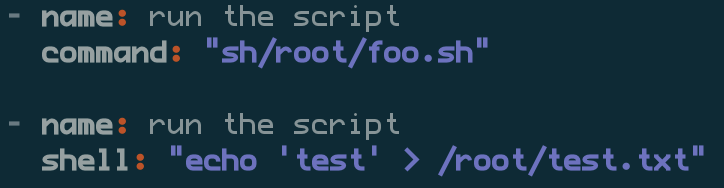 - name: run the script
command: "sh/root/foo.sh"
- name: run the script
shell: "echo 'test' > /root/test.txt"